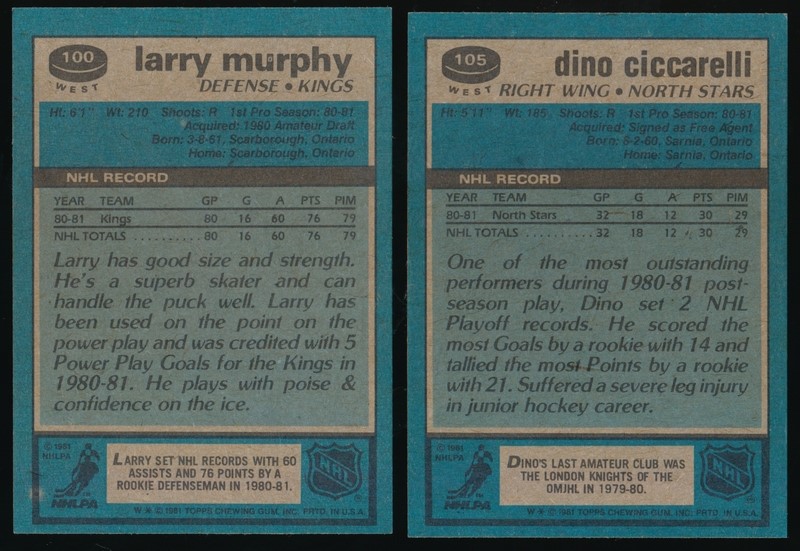 100
WEST
larry murphy
DEFENSE • KINGS
Ht: 6'1" Wt: 210 Shoots: R 1st Pro Season: 80-81
Acquired: 1980 Amateur Draft
Born: 3-8-61, Scarborough, Ontario
Home: Scarborough, Ontario
NHL RECORD
YEAR TEAM GP G A PTS PIM
80-81 Kings 80 16 60 76 79
NHL TOTALS .......... 80 16 60 76 79
Larry has good size and strength.
He's a superb skater and can
handle the puck well. Larry has
been used on the point on the
power play and was credited with 5
Power Play Goals for the Kings in
1980-81. He plays with poise &
confidence on the ice.
© 1981
NHLPA
NHLPA
LARRY SET NHL RECORDS WITH 60
ASSISTS AND 76 POINTS BY A
ROOKIE DEFENSEMAN IN 1980-81.
NHL
W ★ © 1981 TOPPS CHEWING GUM, INC. PRTD. IN U.S.A.
105
WEST
dino ciccarelli
RIGHT WING • NORTH STARS
Ht: 5'11" Wt: 185 Shoots: R 1st Pro Season: 80-81
Acquired: Signed as Free Agent
Born: 5-2-60, Sarnia, Ontario
Home: Sarnia, Ontario
NHL RECORD
YEAR TEAM GP G A PTS PIM
80-81 North Stars 32 18 12 30 29
NHL TOTALS .......... 32 18 12 30 29
One of the most outstanding
performers during 1980-81 post-
season play, Dino set 2 NHL
Playoff records. He scored the
most Goals by a rookie with 14 and
tallied the most Points by a rookie
with 21. Suffered a severe leg injury
in junior hockey career.
© 1981
NHLPA
NHLPA
DINO'S LAST AMATEUR CLUB WAS
THE LONDON KNIGHTS OF THE
OMJHL IN 1979-80.
NHL
W ★ © 1981 TOPPS CHEWING GUM, INC. PRTD. IN U.S.A.